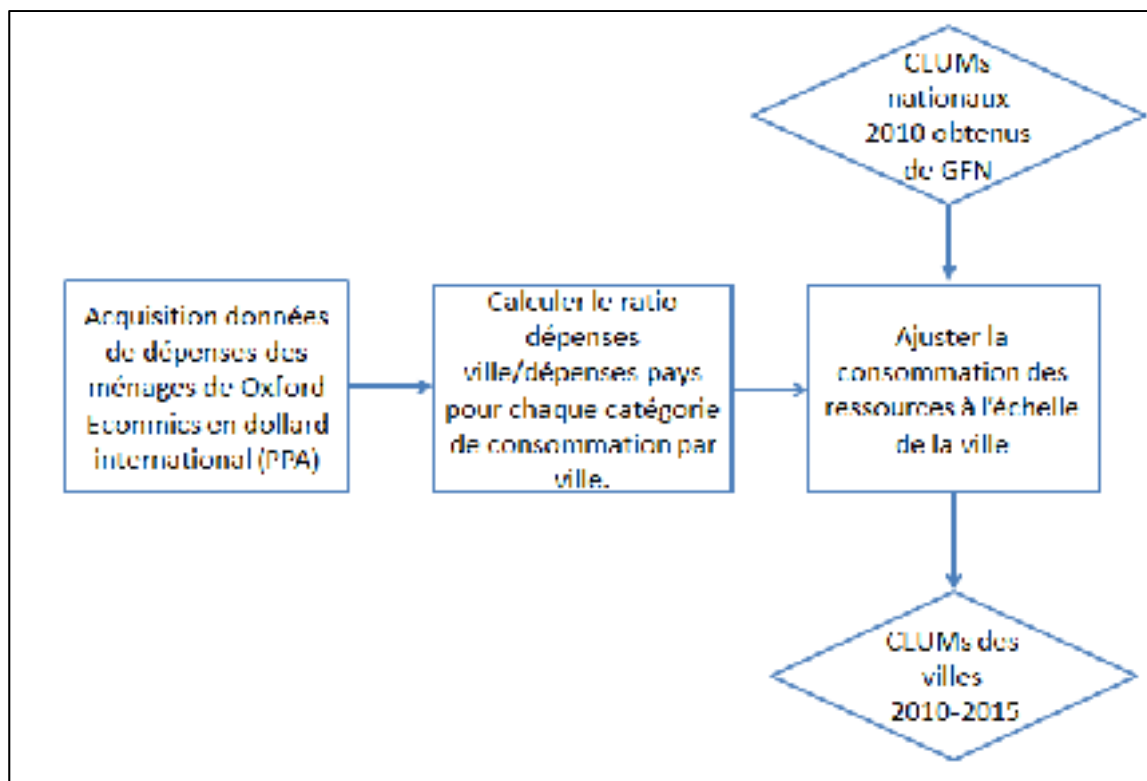 CLUMs
nationaux
2010 obtenus
de GFN
Acquisition données
de dépenses des
ménages de Oxford
Econmics en dollard
international (PPA)
Calculer le ratio
dépenses
ville/dépenses pays
pour chaque catégorie
de consommation par
ville.
Ajuster la
consommation des
ressources à l'échelle
de la ville
CLUMs des
villes
2010-2015